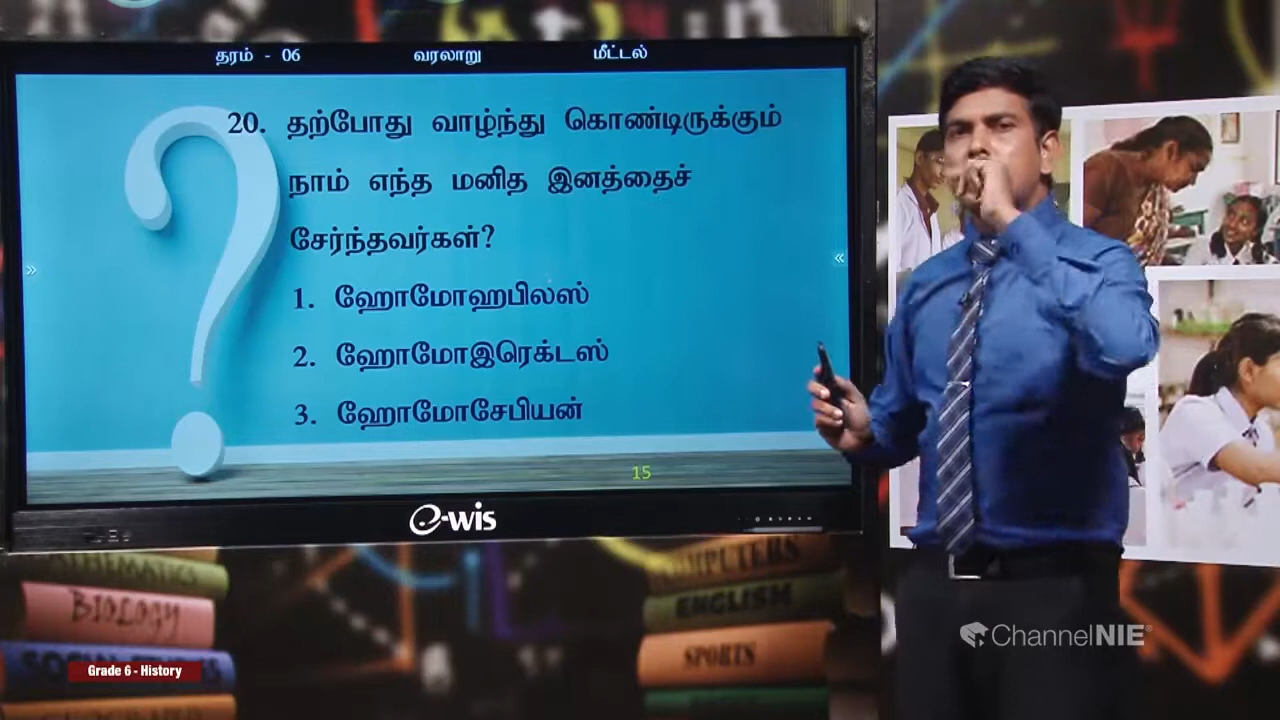 தரம் - 06 வரலாறு மீட்டல்
20. தற்போது வாழ்ந்து கொண்டிருக்கும்
நாம் எந்த மனித இனத்தைச்
சேர்ந்தவர்கள்?
1. ஹோமோஹபிலஸ்
2. ஹோமோஇரெக்டஸ்
3. ஹோமோசேபியன்
15
e-wis
MATHEMATICS
BIOLOGY
Grade 6 - History
COMPUTERS
ENGLISH
SPORTS
ChannelNIE